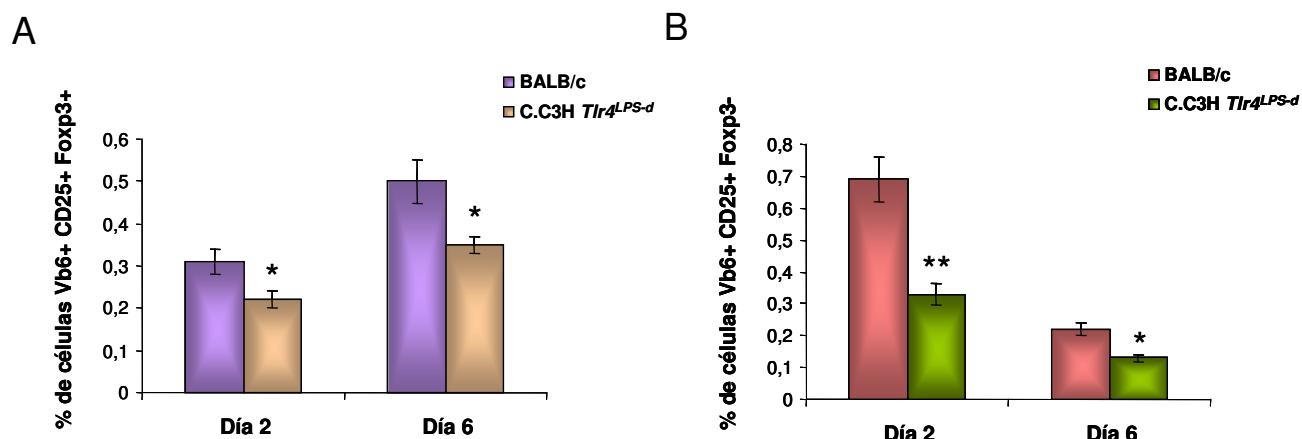 A
BALB/c
C.C3H Tlr4LPS-d
% de células Vb6+ CD25+ Foxp3+
0,6
0,5
0,4
0,3
0,2
0,1
0
*
*
Día 2
Día 6
B
BALB/c
C.C3H Tlr4LPS-d
% de células Vb6+ CD25+ Foxp3-
0,8
0,7
0,6
0,5
0,4
0,3
0,2
0,1
0
**
*
Día 2
Día 6